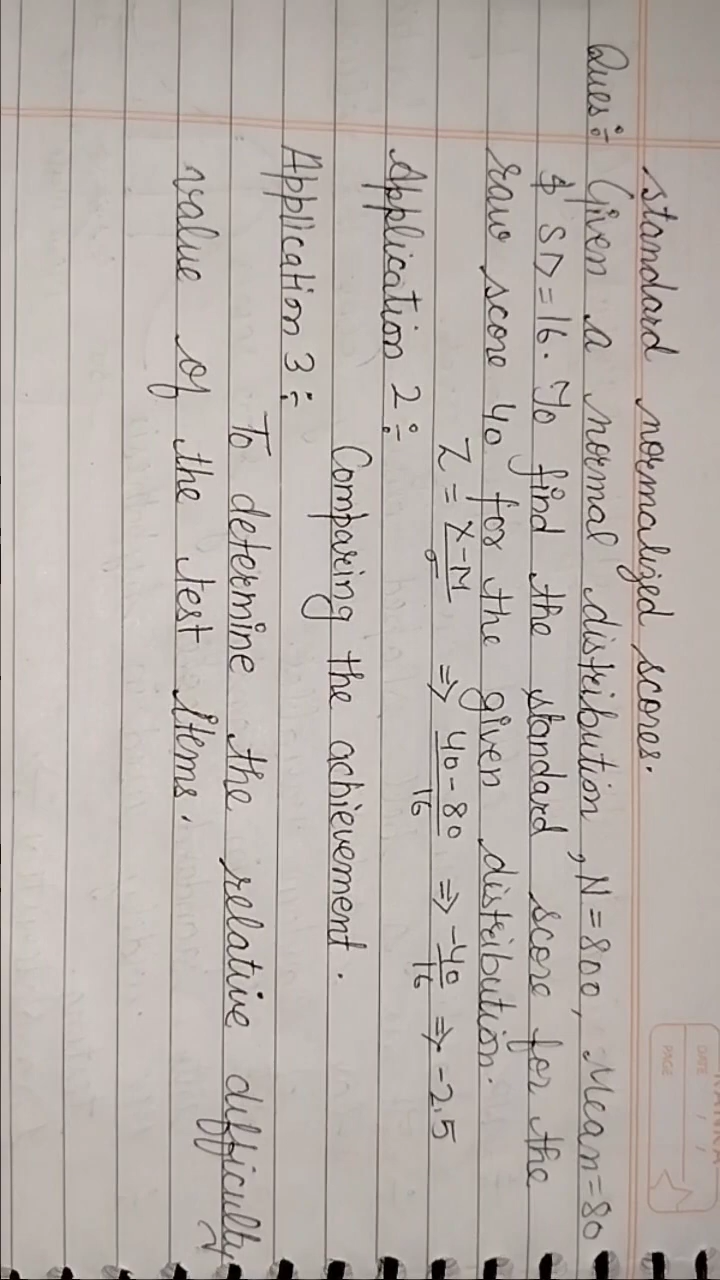 standard normalized scores.
Ques:- Given a normal distribution, N=800, Mean=80
$ SD=16. To find the standard score for the
raw score 40 for the given distribution.
Z = X-M/σ ⇒ 40-80/16 ⇒ -40/16 ⇒ -2.5
Application 2:-
Comparing the achievement.
Application 3:-
To determine the relative difficulty
value of the test items.
DATE / /
PAGE